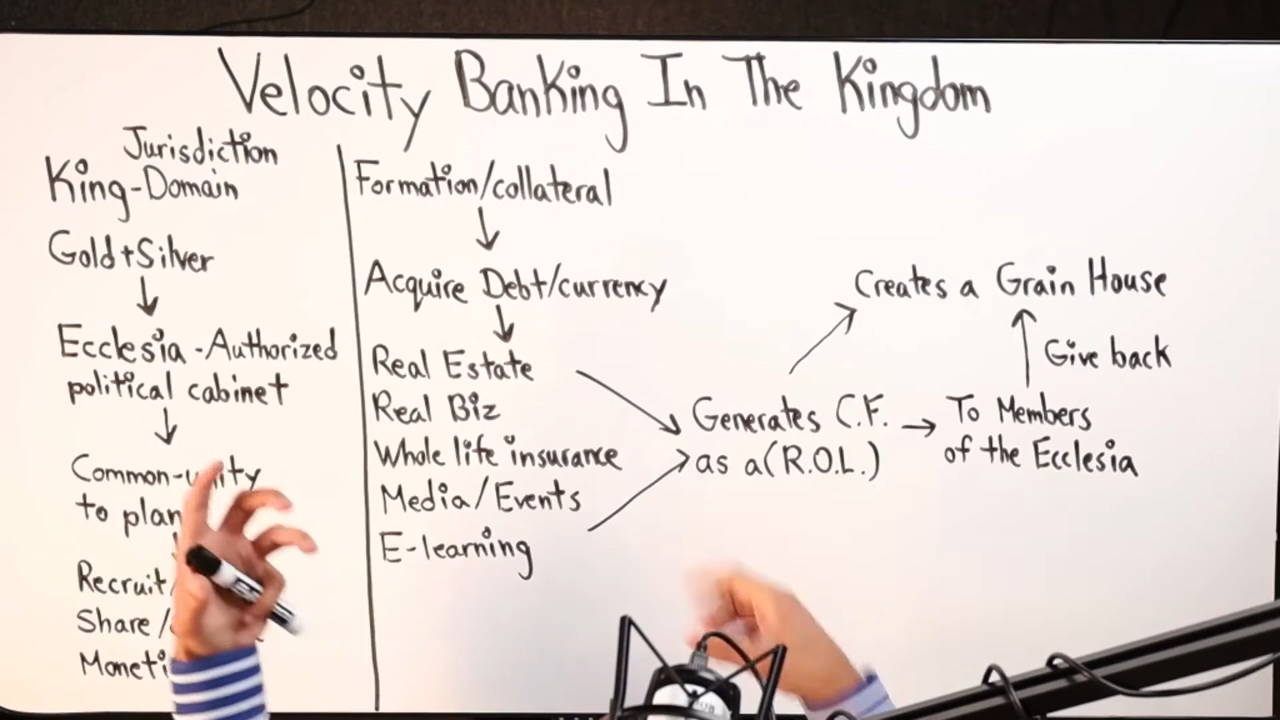 Velocity Banking In The Kingdom
Jurisdiction
King-Domain
Gold+Silver
Ecclesia-Authorized
political cabinet
Common-unity
to plan
Recruit/
Share/
Moneti
Formation/collateral
Acquire Debt/currency
Real Estate
Real Biz
Whole life insurance
Media/Events
E-learning
Generates C.F.
as a(R.O.L.)
To Members
of the Ecclesia
Give back
Creates a Grain House